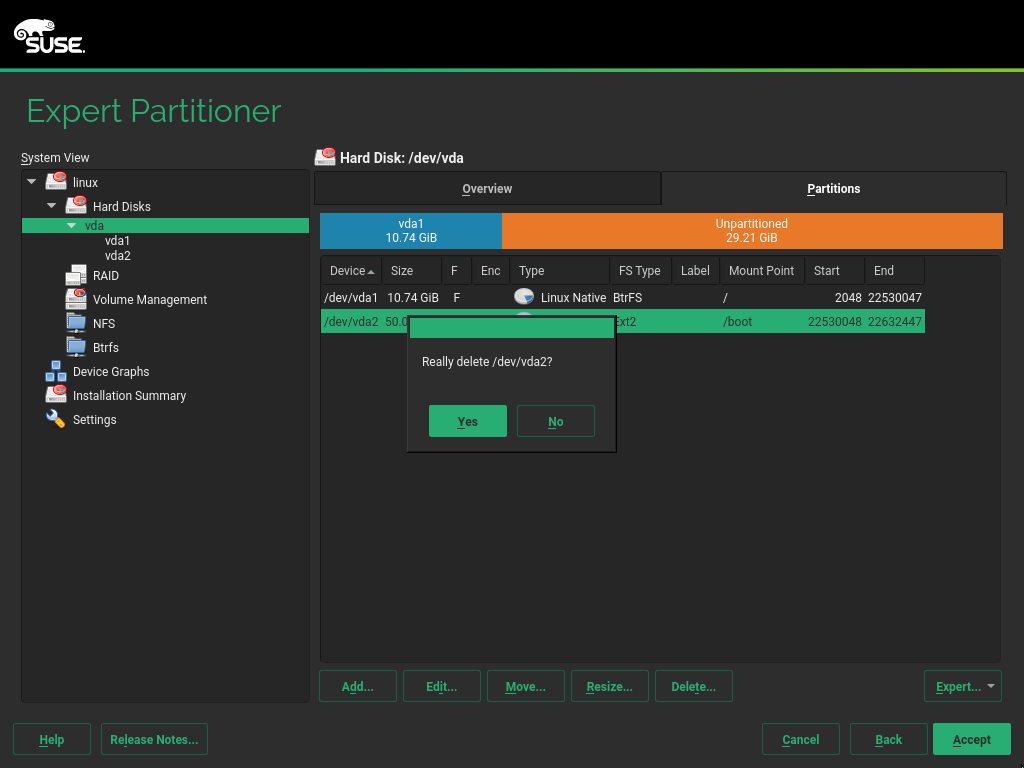 SUSE.
Expert Partitioner
System View
linux
Hard Disks
vda
vda1
vda2
RAID
Volume Management
NFS
Btrfs
Device Graphs
Installation Summary
Settings
Hard Disk: /dev/vda
Overview Partitions
vda1 Unpartitioned
10.74 GiB 29.21 GiB
Device Size F Enc Type FS Type Label Mount Point Start End
/dev/vda1 10.74 GiB F Linux Native BtrFS / 2048 22530047
/dev/vda2 Ext2 /boot 22530048 22632447
Really delete /dev/vda2?
Yes No
Add... Edit... Move... Resize... Delete... Expert...
Help Release Notes... Cancel Back Accept